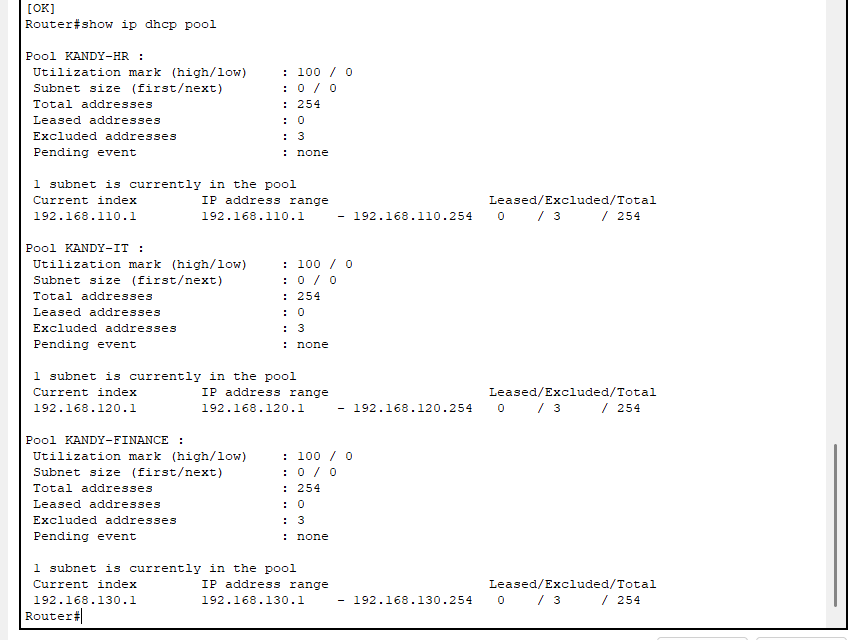 [OK]
Router#show ip dhcp pool

Pool KANDY-HR :
 Utilization mark (high/low)    : 100 / 0
 Subnet size (first/next)       : 0 / 0
 Total addresses                : 254
 Leased addresses               : 0
 Excluded addresses             : 3
 Pending event                  : none

 1 subnet is currently in the pool
 Current index        IP address range                    Leased/Excluded/Total
 192.168.110.1        192.168.110.1    - 192.168.110.254   0    / 3     / 254

Pool KANDY-IT :
 Utilization mark (high/low)    : 100 / 0
 Subnet size (first/next)       : 0 / 0
 Total addresses                : 254
 Leased addresses               : 0
 Excluded addresses             : 3
 Pending event                  : none

 1 subnet is currently in the pool
 Current index        IP address range                    Leased/Excluded/Total
 192.168.120.1        192.168.120.1    - 192.168.120.254   0    / 3     / 254

Pool KANDY-FINANCE :
 Utilization mark (high/low)    : 100 / 0
 Subnet size (first/next)       : 0 / 0
 Total addresses                : 254
 Leased addresses               : 0
 Excluded addresses             : 3
 Pending event                  : none

 1 subnet is currently in the pool
 Current index        IP address range                    Leased/Excluded/Total
 192.168.130.1        192.168.130.1    - 192.168.130.254   0    / 3     / 254
Router#